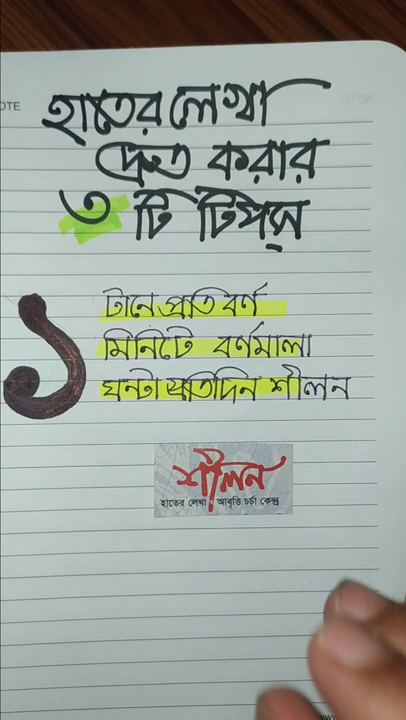 হাতের লেখা
দ্রুত করার
৩ টি টিপস্
১
টানে প্রতি বর্ণ
মিনিটে বর্ণমালা
ঘন্টা প্রতিদিন শীলন
শীলন
হাতের লেখা আবৃত্তি চর্চা কেন্দ্র